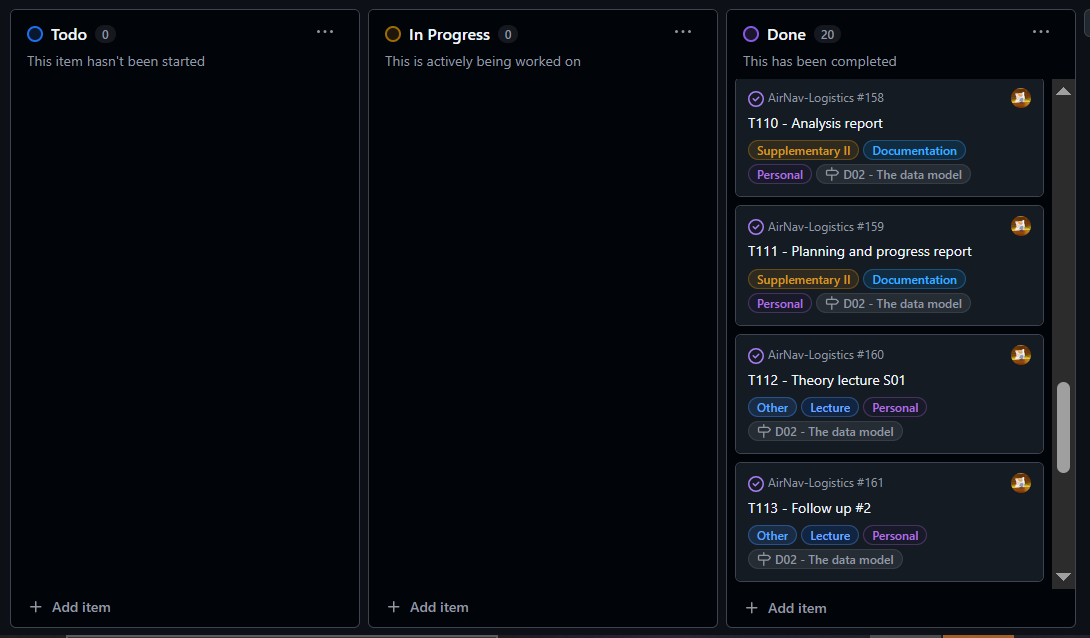 Todo 0
This item hasn't been started
+ Add item
In Progress 0
This is actively being worked on
+ Add item
Done 20
This has been completed
AirNav-Logistics #158
T110 - Analysis report
Supplementary II Documentation
Personal D02 - The data model
AirNav-Logistics #159
T111 - Planning and progress report
Supplementary II Documentation
Personal D02 - The data model
AirNav-Logistics #160
T112 - Theory lecture S01
Other Lecture Personal
D02 - The data model
AirNav-Logistics #161
T113 - Follow up #2
Other Lecture Personal
D02 - The data model
+ Add item